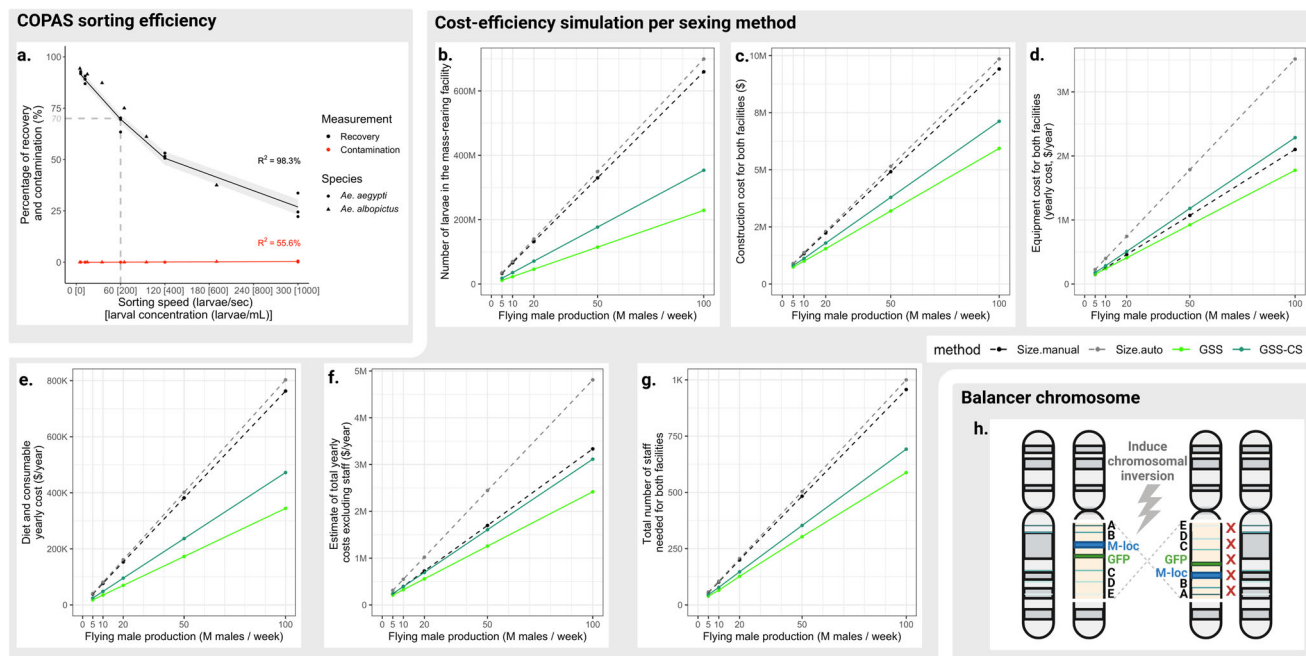 COPAS sorting efficiency
a.
Percentage of recovery
and contamination (%)
100
75
70
50
25
0
R² = 98.3%
R² = 55.6%
0 [0] 60 [200] 120 [400] 180 [600] 240 [800] 300 [1000]
Sorting speed (larvae/sec)
[larval concentration (larvae/mL)]
Measurement
Recovery
Contamination
Species
Ae. aegypti
Ae. albopictus
Cost-efficiency simulation per sexing method
b.
Number of larvae in the mass-rearing facility
600M
400M
200M
0
0 5 10 20 50 100
Flying male production (M males / week)
c.
Construction cost for both facilities ($)
10M
8M
5M
2M
0
0 5 10 20 50 100
Flying male production (M males / week)
d.
Equipment cost for both facilities
(yearly cost, $/year)
3M
2M
1M
0
0 5 10 20 50 100
Flying male production (M males / week)
method Size.manual Size.auto GSS GSS-CS
e.
Diet and consumable
yearly cost ($/year)
800K
600K
400K
200K
0
0 5 10 20 50 100
Flying male production (M males / week)
f.
Estimate of total yearly
costs excluding staff ($/year)
5M
4M
3M
2M
1M
0
0 5 10 20 50 100
Flying male production (M males / week)
g.
Total number of staff
needed for both facilities
1K
750
500
250
0
0 5 10 20 50 100
Flying male production (M males / week)
Balancer chromosome
h.
Induce
chromosomal
inversion
A
B
M-loc
GFP
C
D
E
E
D
C
GFP
M-loc
B
A
X
X
X
X
X